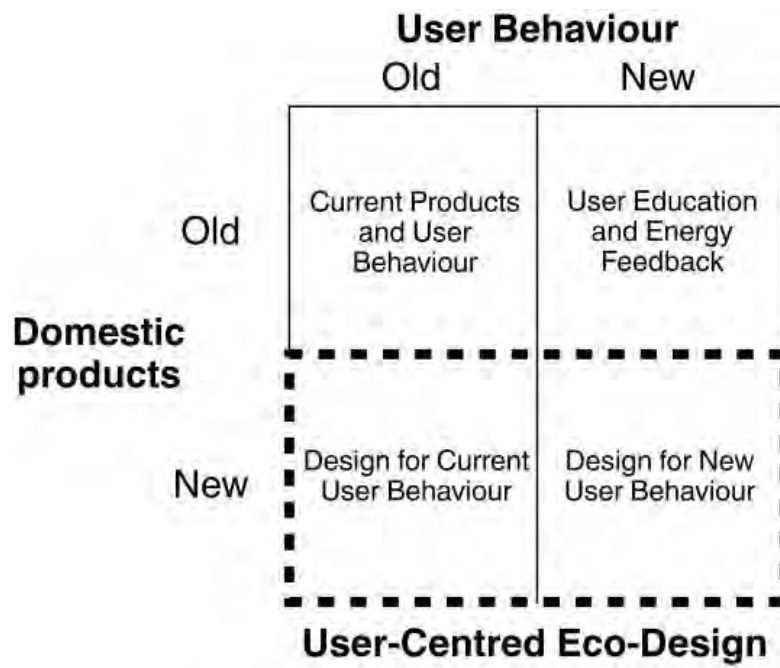 User Behaviour
Old New
Current Products
and User
Behaviour
User Education
and Energy
Feedback
Old
Domestic
products
New
Design for Current
User Behaviour
Design for New
User Behaviour
User-Centred Eco-Design